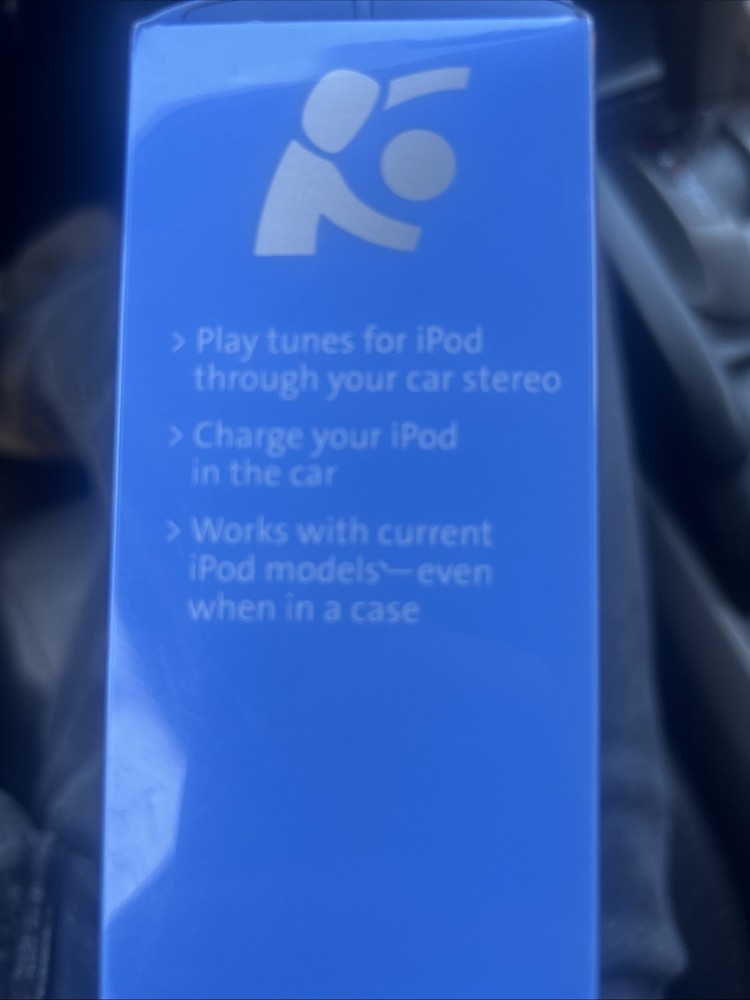 > Play tunes for iPod
through your car stereo
> Charge your iPod
in the car
> Works with current
iPod models*—even
when in a case